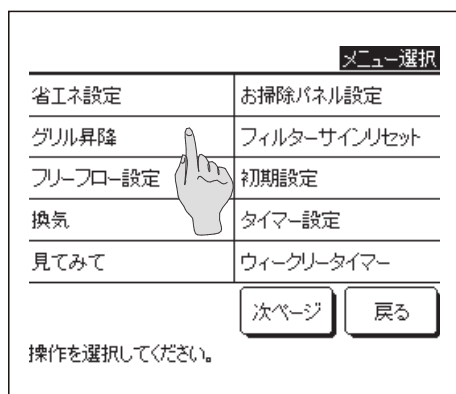 メニュー選択
省エネ設定 お掃除パネル設定
グリル昇降 フィルターサインリセット
フリーフロー設定 初期設定
換気 タイマー設定
見てみて ウィークリータイマー
次ページ 戻る
操作を選択してください。